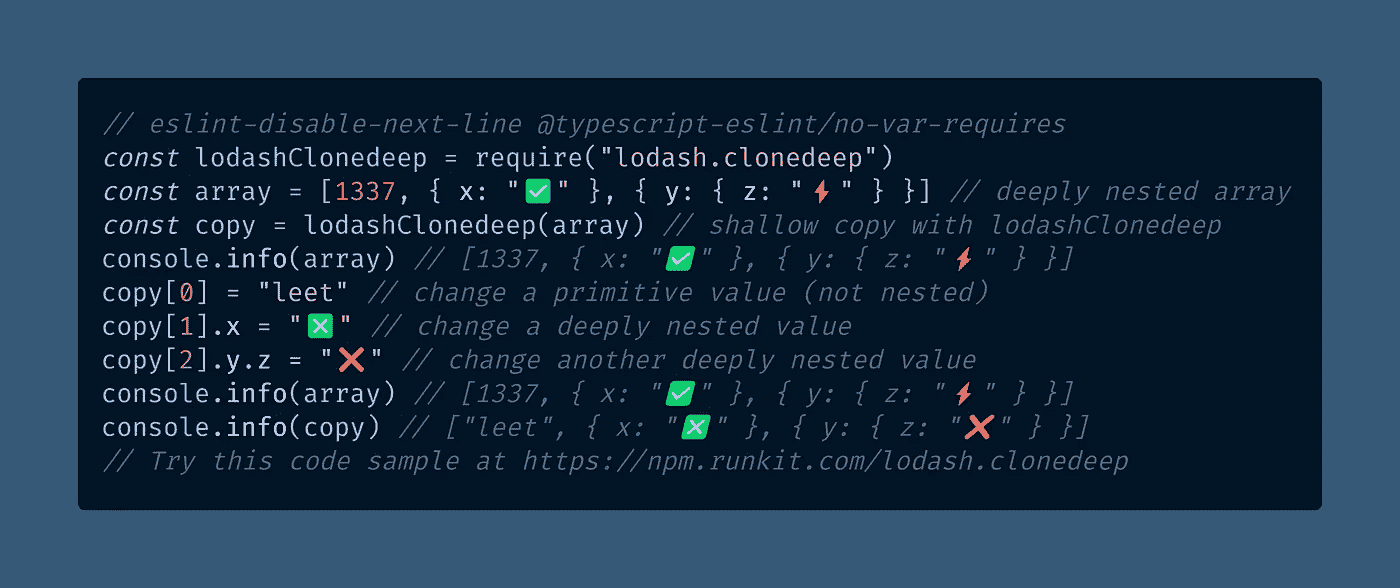 // eslint-disable-next-line @typescript-eslint/no-var-requires
const lodashClonedeep = require("lodash.clonedeep")
const array = [1337, { x: "✅" }, { y: { z: "⚡" } }] // deeply nested array
const copy = lodashClonedeep(array) // shallow copy with lodashClonedeep
console.info(array) // [1337, { x: "✅" }, { y: { z: "⚡" } }]
copy[0] = "leet" // change a primitive value (not nested)
copy[1].x = "❎" // change a deeply nested value
copy[2].y.z = "❌" // change another deeply nested value
console.info(array) // [1337, { x: "✅" }, { y: { z: "⚡" } }]
console.info(copy) // ["leet", { x: "❎" }, { y: { z: "❌" } }]
// Try this code sample at https://npm.runkit.com/lodash.clonedeep